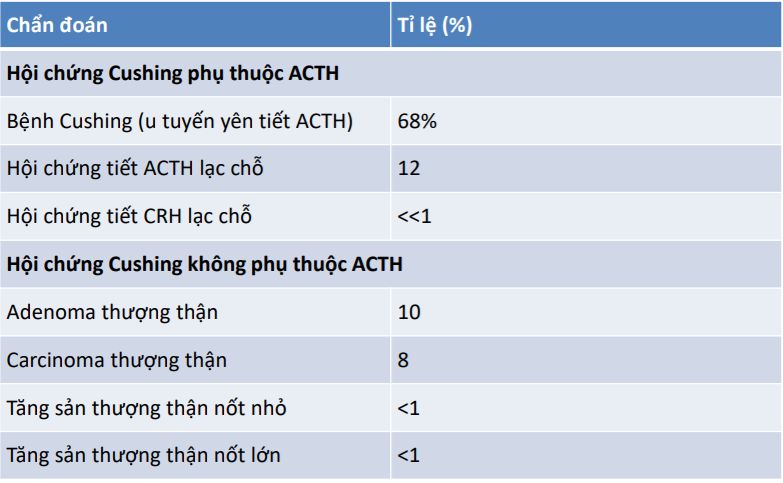 Chẩn đoán Tỉ lệ (%)
Hội chứng Cushing phụ thuộc ACTH
Bệnh Cushing (u tuyến yên tiết ACTH) 68%
Hội chứng tiết ACTH lạc chỗ 12
Hội chứng tiết CRH lạc chỗ <<1
Hội chứng Cushing không phụ thuộc ACTH
Adenoma thượng thận 10
Carcinoma thượng thận 8
Tăng sản thượng thận nốt nhỏ <1
Tăng sản thượng thận nốt lớn <1